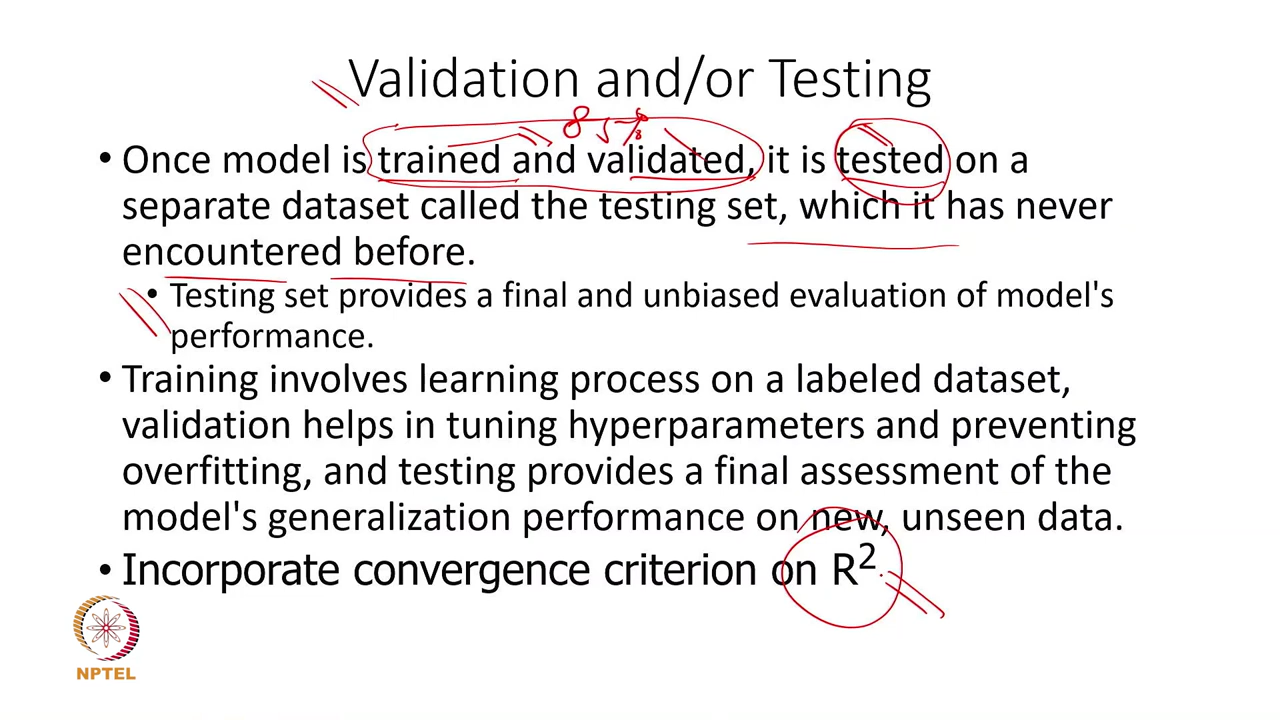 Validation and/or Testing
85%
• Once model is trained and validated, it is tested on a
separate dataset called the testing set, which it has never
encountered before.
• Testing set provides a final and unbiased evaluation of model's
performance.
• Training involves learning process on a labeled dataset,
validation helps in tuning hyperparameters and preventing
overfitting, and testing provides a final assessment of the
model's generalization performance on new, unseen data.
• Incorporate convergence criterion on R²
NPTEL